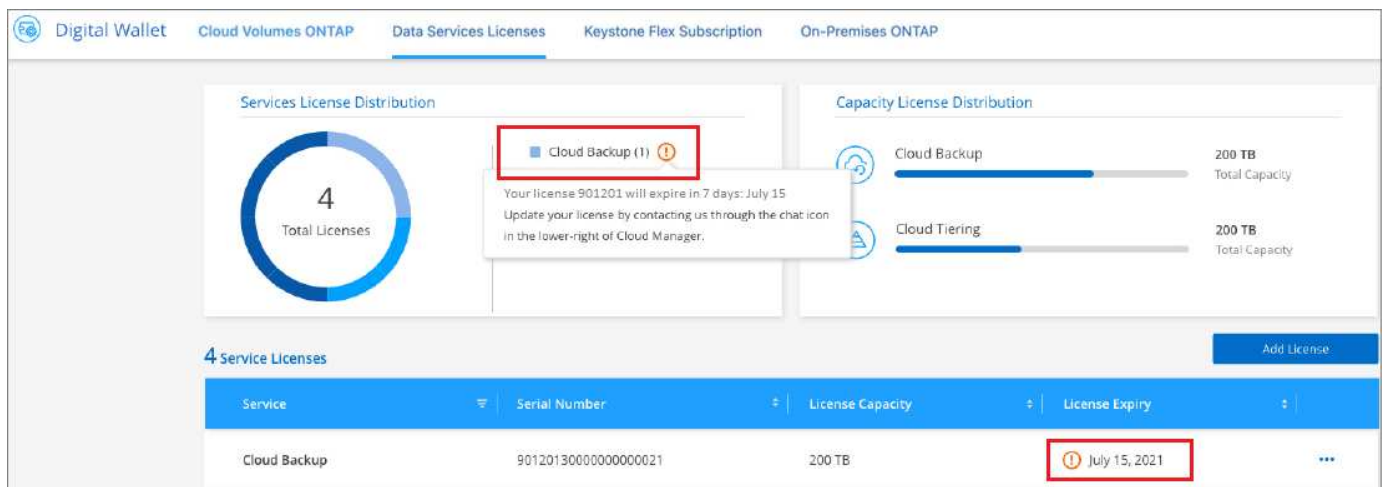 Digital Wallet
Cloud Volumes ONTAP
Data Services Licenses
Keystone Flex Subscription
On-Premises ONTAP
Services License Distribution
4
Total Licenses
Cloud Backup (1)
Your license 901201 will expire in 7 days: July 15
Update your license by contacting us through the chat icon
in the lower-right of Cloud Manager.
Capacity License Distribution
Cloud Backup
200 TB
Total Capacity
Cloud Tiering
200 TB
Total Capacity
4 Service Licenses
Add License
Service
Serial Number
License Capacity
License Expiry
Cloud Backup
90120130000000000021
200 TB
July 15, 2021